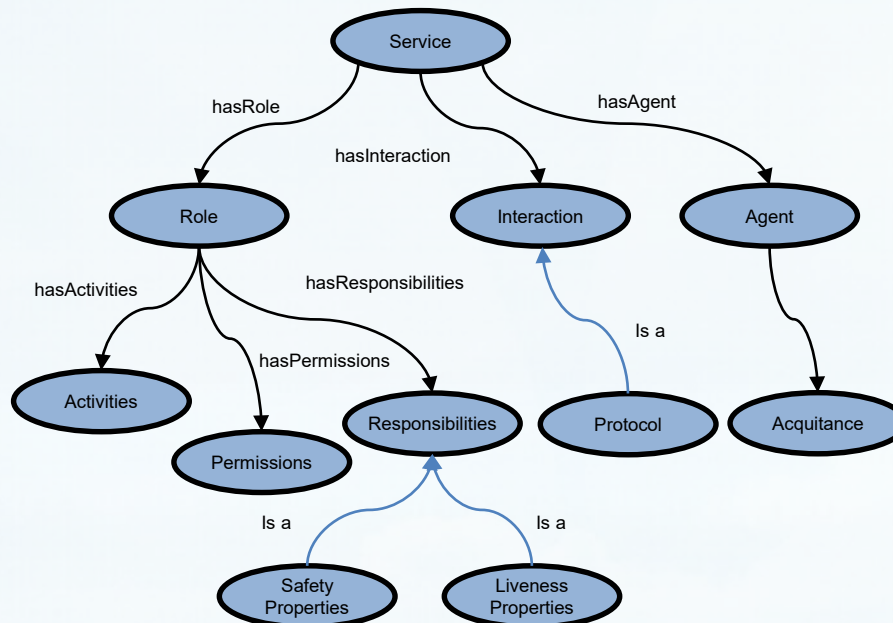 Service
hasRole
hasAgent
hasInteraction
Role
Interaction
Agent
hasActivities
hasResponsibilities
Is a
hasPermissions
Activities
Responsibilities
Protocol
Acquitance
Permissions
Is a
Is a
Safety
Properties
Liveness
Properties